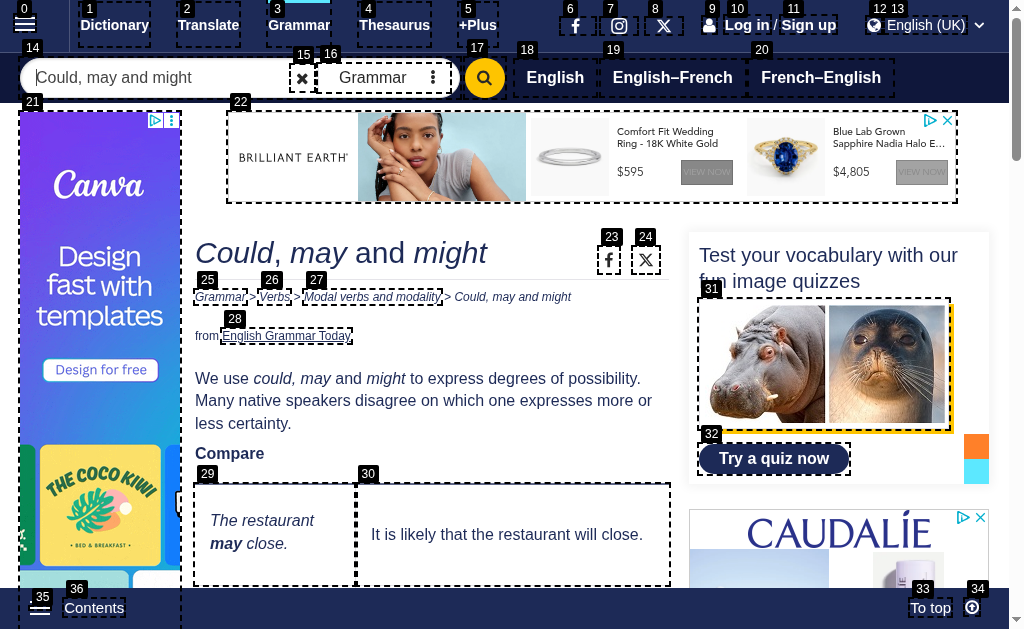 0 1 2 3 4 5 6 7 8 9 10 11 12 13
Dictionary Translate Grammar Thesaurus +Plus Log in / Sign up English (UK)
14 15 16 17 18 19 20
Could, may and might Grammar English English–French French–English
21 22
Canva
Design
fast with
templates
Design for free
THE COCO KIWI
• BED & BREAKFAST •
BRILLIANT EARTH
Comfort Fit Wedding
Ring - 18K White Gold
$595 VIEW NOW
Blue Lab Grown
Sapphire Nadia Halo E...
$4,805 VIEW NOW
23 24
Could, may and might
25 26 27
Grammar > Verbs > Modal verbs and modality > Could, may and might
28
from English Grammar Today
We use could, may and might to express degrees of possibility.
Many native speakers disagree on which one expresses more or
less certainty.
Compare
29 30
The restaurant
may close.
It is likely that the restaurant will close.
Test your vocabulary with our
fun image quizzes
31
32
Try a quiz now
CAUDALÍE
33 34
35 36
Contents To top